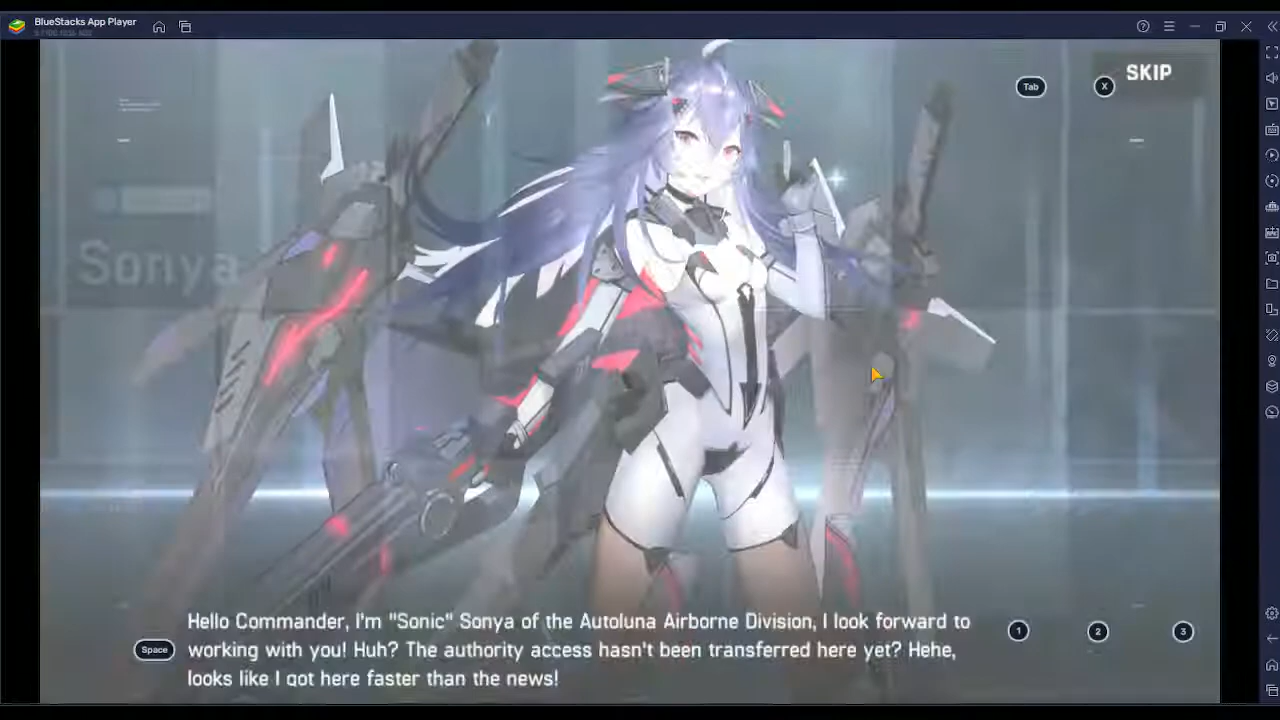 BlueStacks App Player
SKIP
Tab
X
Sonya
Hello Commander, I'm "Sonic" Sonya of the Autoluna Airborne Division, I look forward to
working with you! Huh? The authority access hasn't been transferred here yet? Hehe,
looks like I got here faster than the news!
Space
1
2
3